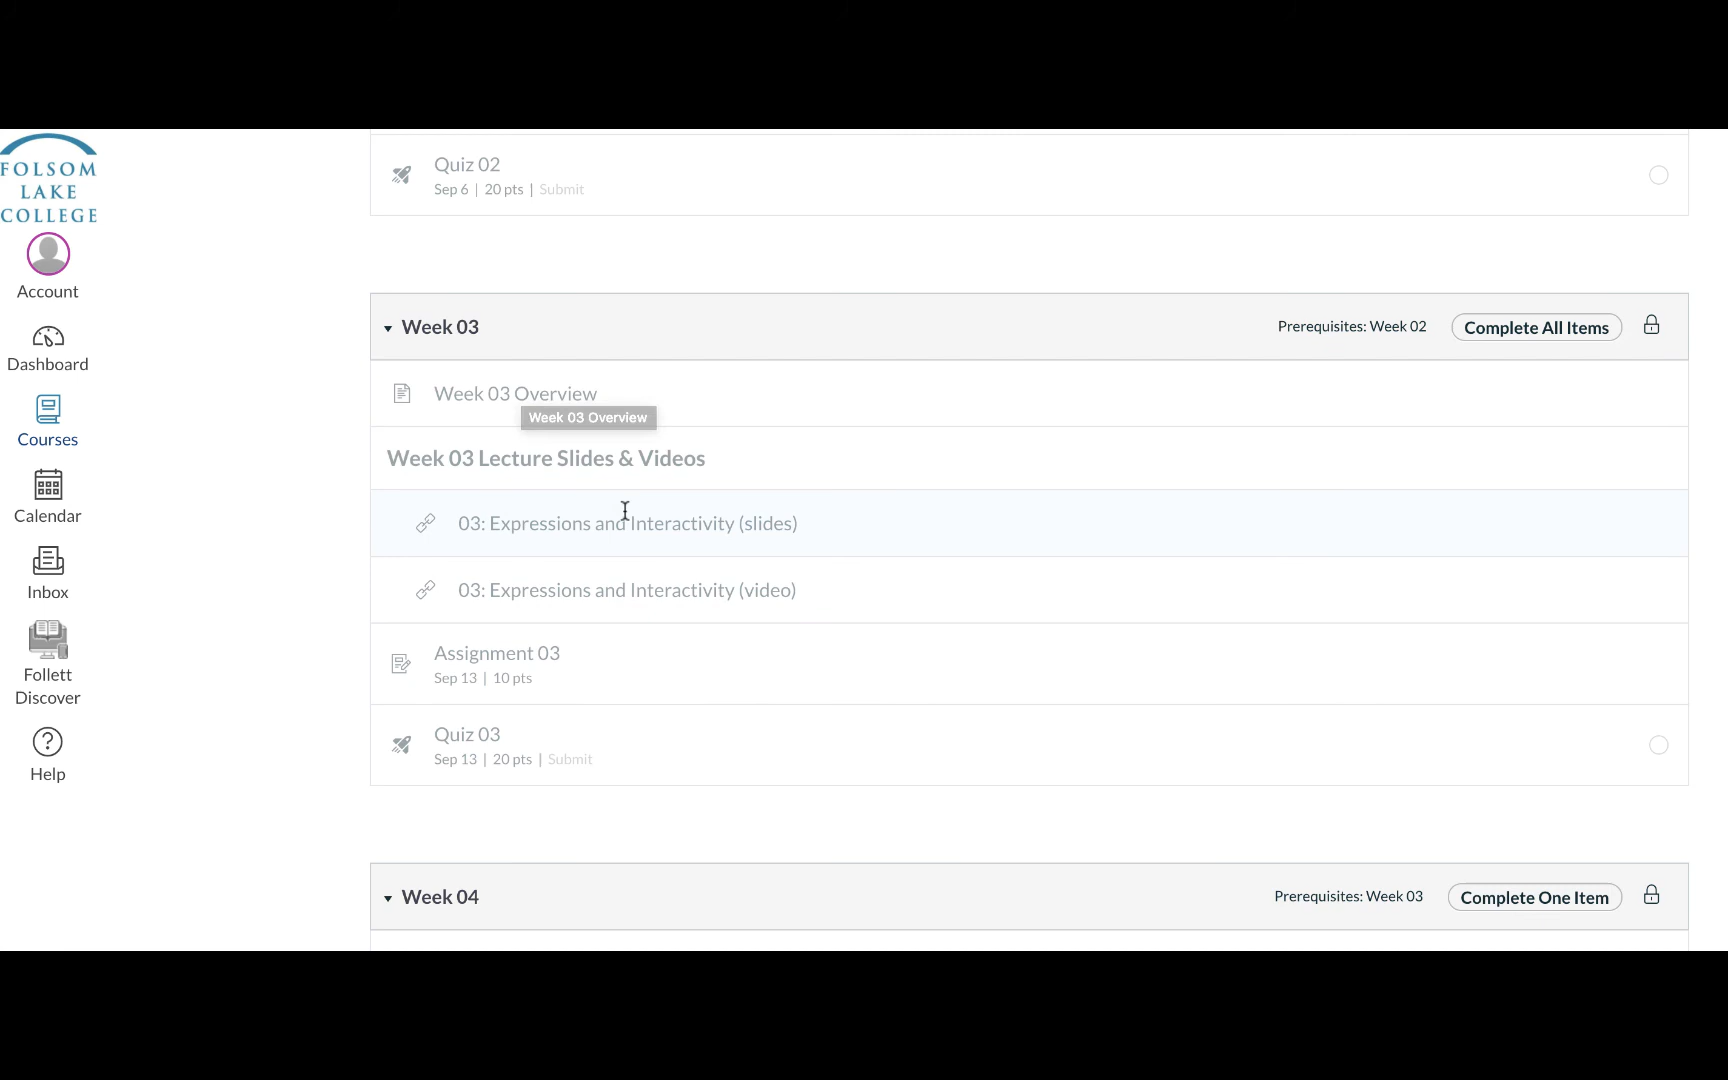 Quiz 02
Sep 6 | 20 pts | Submit
FOLSOM
LAKE
COLLEGE
Account
Dashboard
Courses
Calendar
Inbox
Follett
Discover
Help
Week 03
Prerequisites: Week 02
Complete All Items
Week 03 Overview
Week 03 Overview
Week 03 Lecture Slides & Videos
03: Expressions and Interactivity (slides)
03: Expressions and Interactivity (video)
Assignment 03
Sep 13 | 10 pts
Quiz 03
Sep 13 | 20 pts | Submit
Week 04
Prerequisites: Week 03
Complete One Item